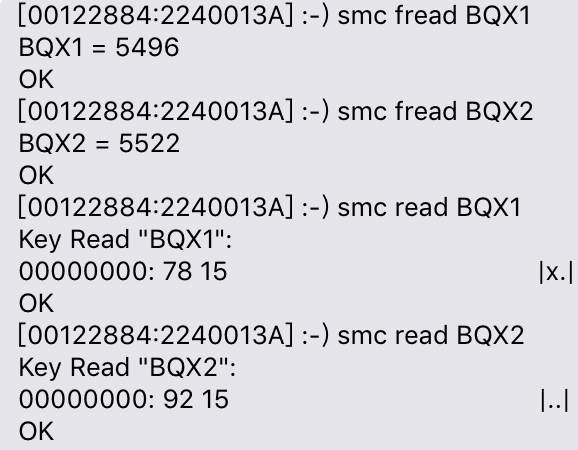 [00122884:2240013A] :-) smc fread BQX1
BQX1 = 5496
OK
[00122884:2240013A] :-) smc fread BQX2
BQX2 = 5522
OK
[00122884:2240013A] :-) smc read BQX1
Key Read "BQX1":
00000000: 78 15 |x.|
OK
[00122884:2240013A] :-) smc read BQX2
Key Read "BQX2":
00000000: 92 15 |..|
OK